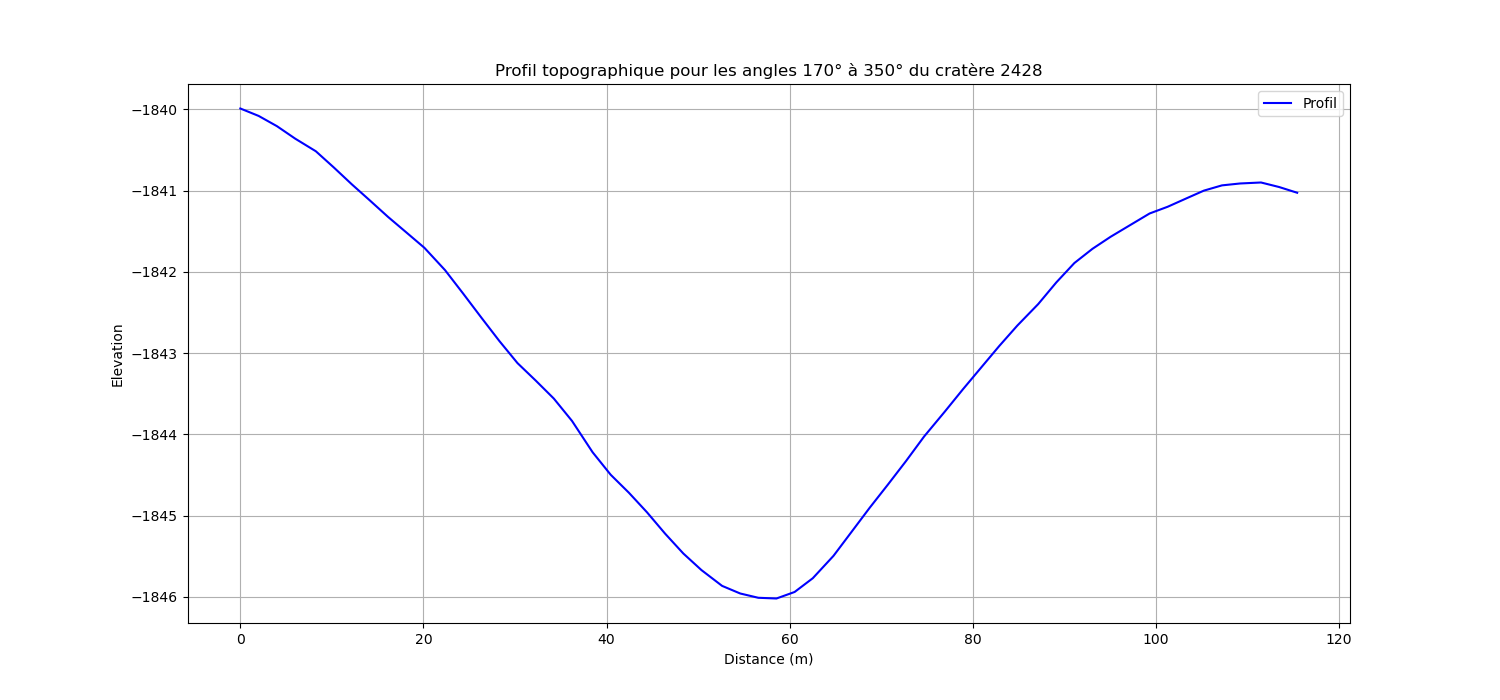 Profil topographique pour les angles 170° à 350° du cratère 2428
Profil
−1840
−1841
−1842
−1843
−1844
−1845
−1846
Elevation
0 20 40 60 80 100 120
Distance (m)